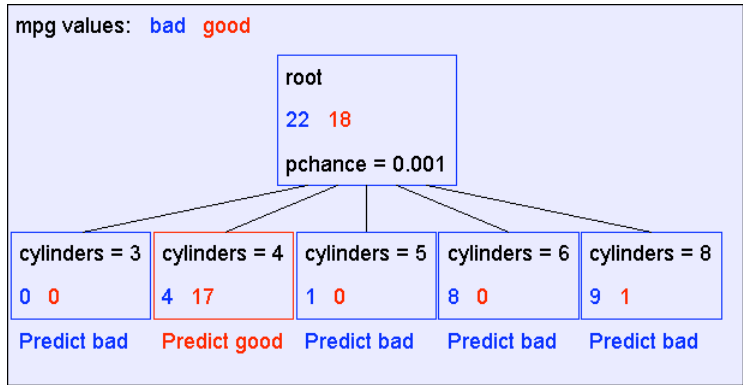 mpg values: bad good
root
22 18
pchance = 0.001
cylinders = 3 cylinders = 4 cylinders = 5 cylinders = 6 cylinders = 8
0 0 4 17 1 0 8 0 9 1
Predict bad Predict good Predict bad Predict bad Predict bad